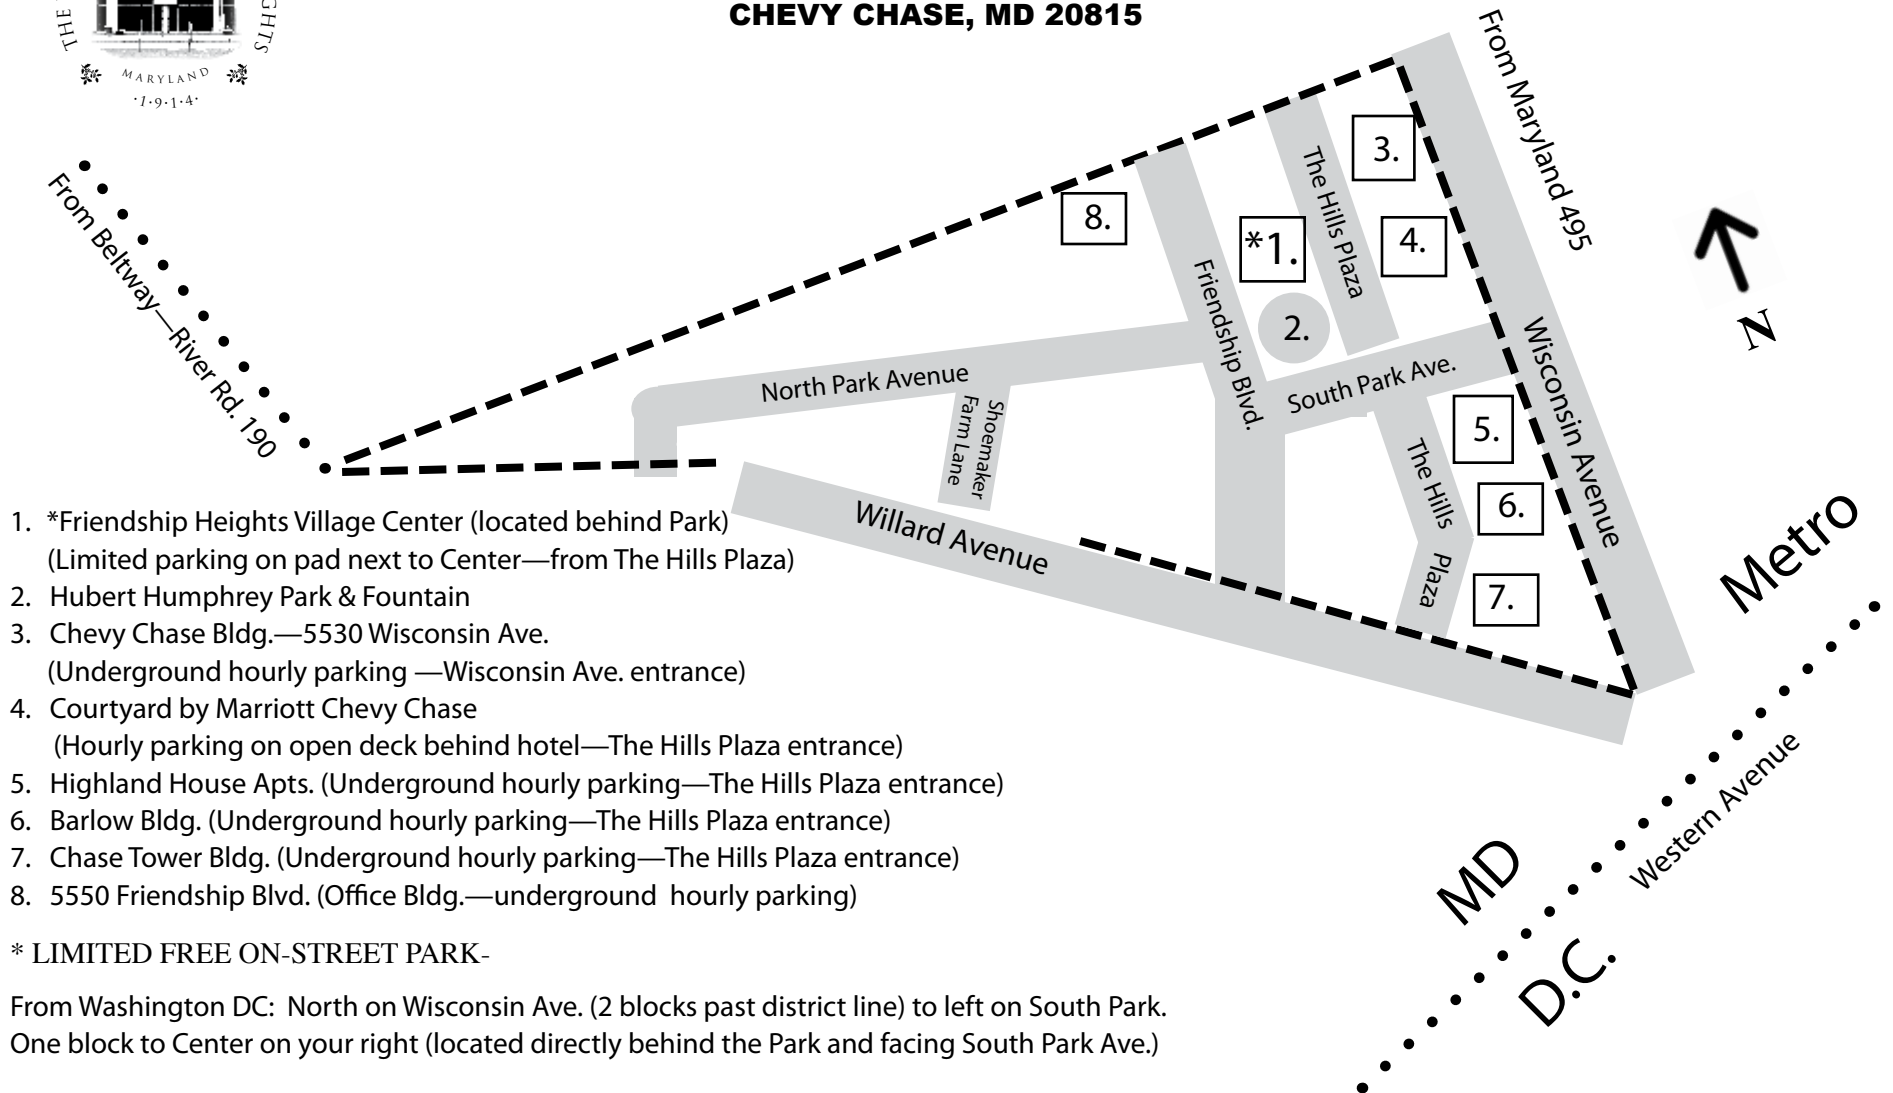 THE
GHTS
MARYLAND
·1·9·1·4·
CHEVY CHASE, MD 20815
From Maryland 495
From Beltway—River Rd. 190
3.
8.
The Hills Plaza
*1.
4.
Friendship Blvd.
2.
N
North Park Avenue
South Park Ave.
Wisconsin Avenue
Shoemaker
Farm Lane
5.
The Hills
6.
Willard Avenue
Plaza
7.
Metro
Western Avenue
MD
D.C.
1. *Friendship Heights Village Center (located behind Park)
(Limited parking on pad next to Center—from The Hills Plaza)
2. Hubert Humphrey Park & Fountain
3. Chevy Chase Bldg.—5530 Wisconsin Ave.
(Underground hourly parking —Wisconsin Ave. entrance)
4. Courtyard by Marriott Chevy Chase
(Hourly parking on open deck behind hotel—The Hills Plaza entrance)
5. Highland House Apts. (Underground hourly parking—The Hills Plaza entrance)
6. Barlow Bldg. (Underground hourly parking—The Hills Plaza entrance)
7. Chase Tower Bldg. (Underground hourly parking—The Hills Plaza entrance)
8. 5550 Friendship Blvd. (Office Bldg.—underground hourly parking)
* LIMITED FREE ON-STREET PARK-
From Washington DC: North on Wisconsin Ave. (2 blocks past district line) to left on South Park.
One block to Center on your right (located directly behind the Park and facing South Park Ave.)